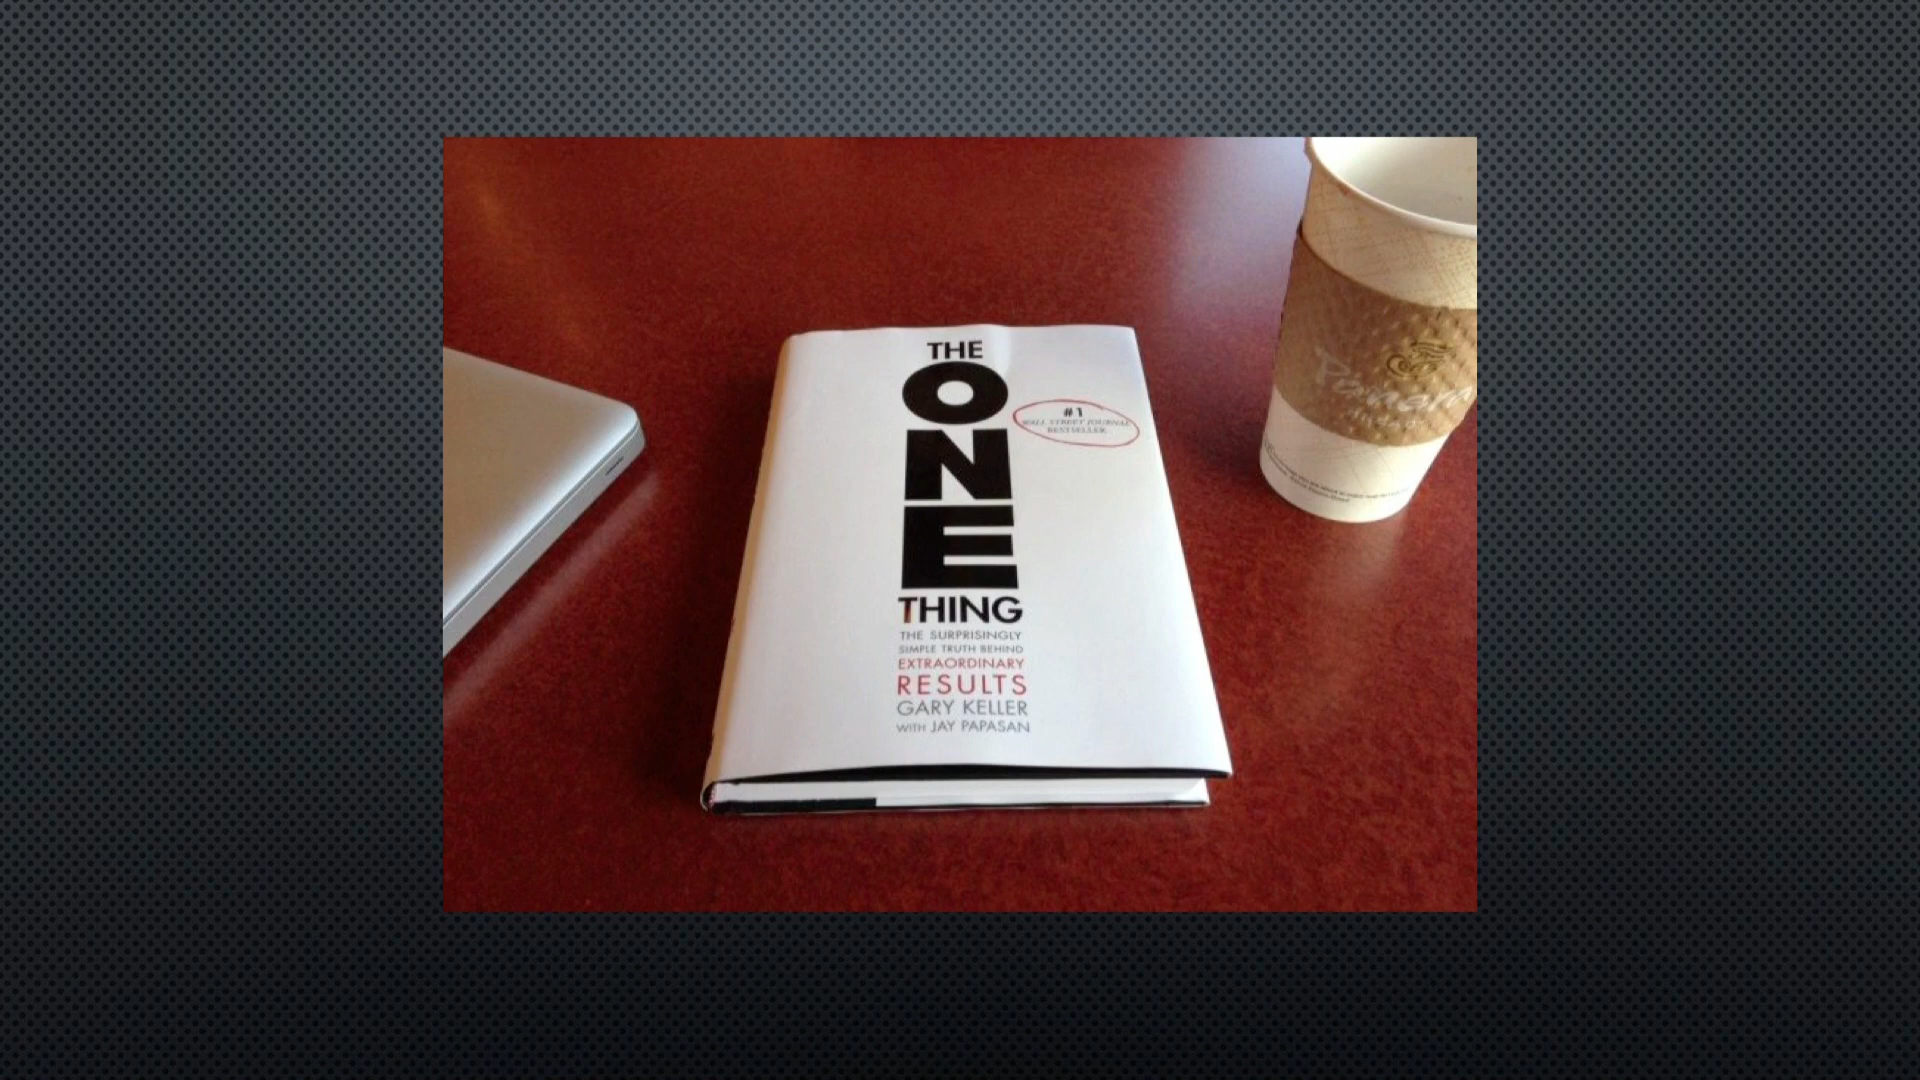 THE
ONE
THING
THE SURPRISINGLY
SIMPLE TRUTH BEHIND
EXTRAORDINARY
RESULTS
GARY KELLER
WITH JAY PAPASAN
#1
WALL STREET JOURNAL
BESTSELLER
Panera